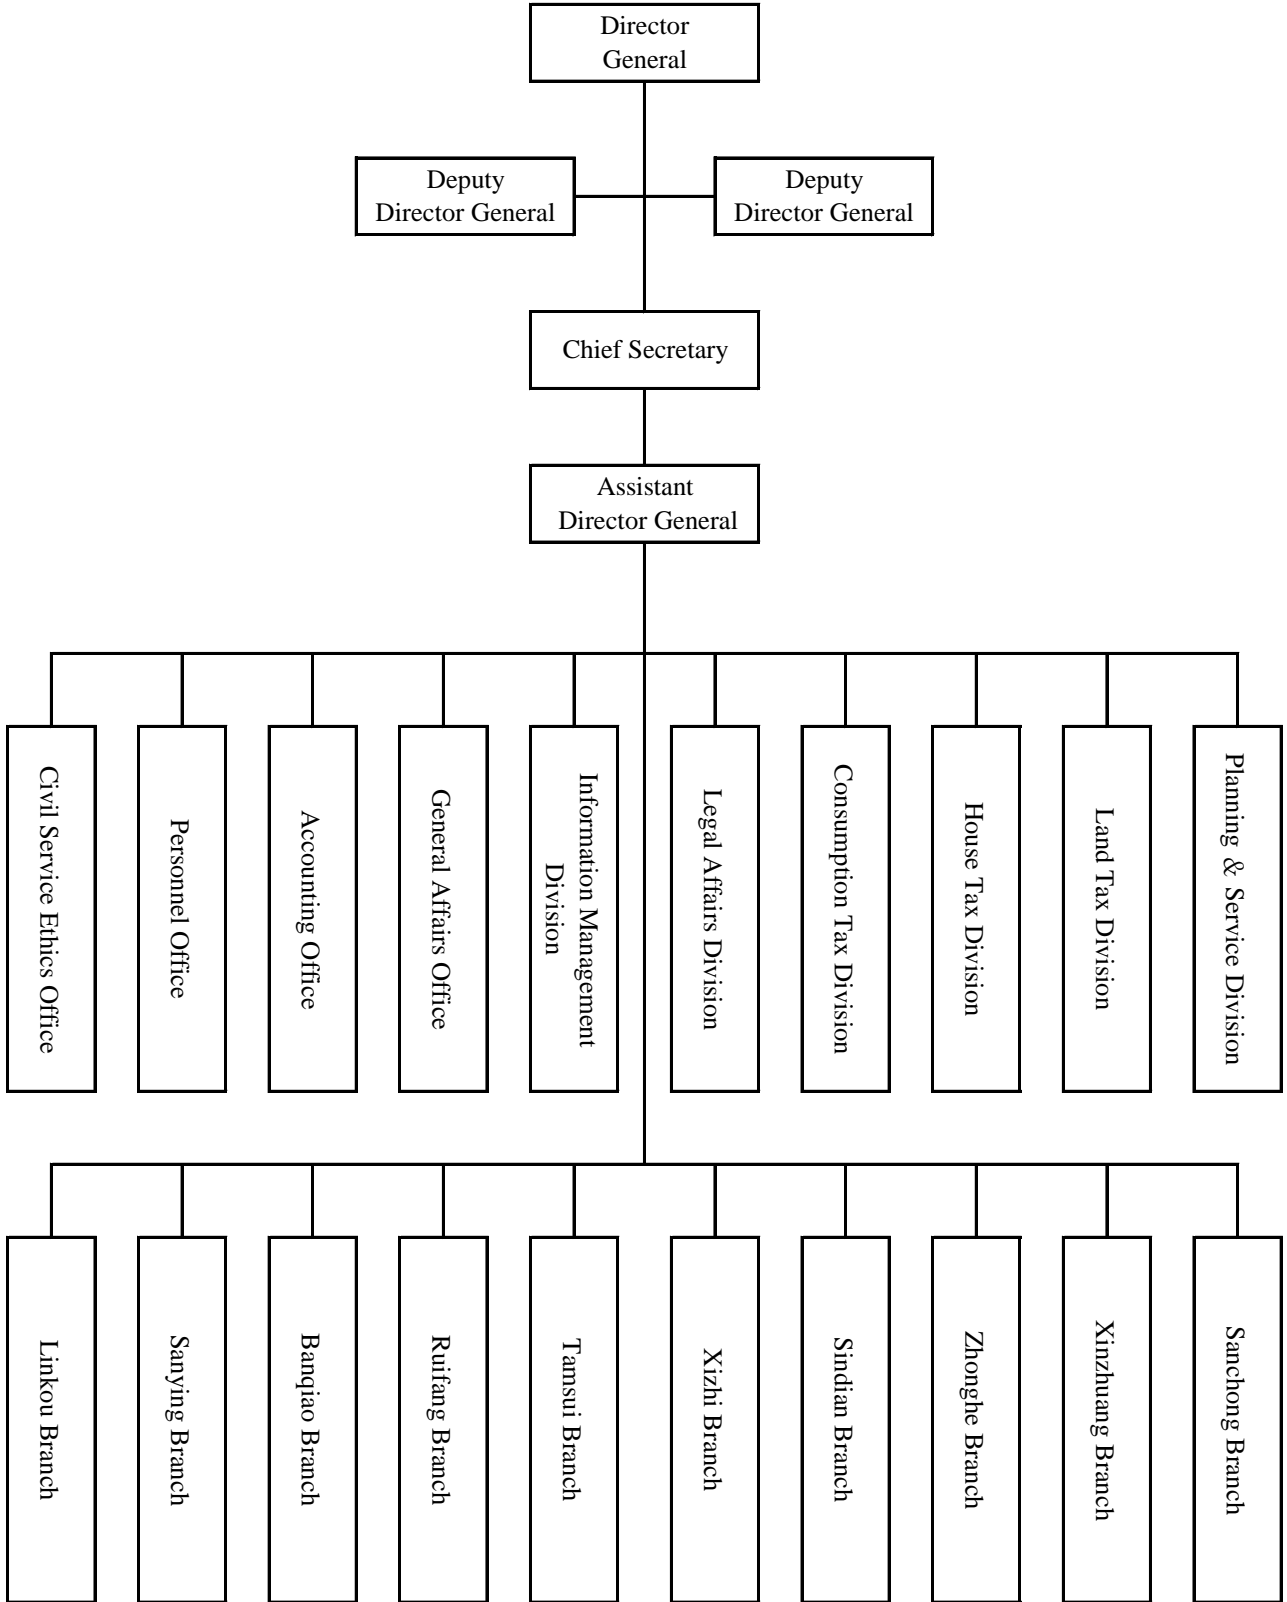 Director
General
Deputy
Director General
Deputy
Director General
Chief Secretary
Assistant
Director General
Civil Service Ethics Office
Personnel Office
Accounting Office
General Affairs Office
Information Management
Division
Legal Affairs Division
Consumption Tax Division
House Tax Division
Land Tax Division
Planning & Service Division
Linkou Branch
Sanying Branch
Banqiao Branch
Ruifang Branch
Tamsui Branch
Xizhi Branch
Sindian Branch
Zhonghe Branch
Xinzhuang Branch
Sanchong Branch